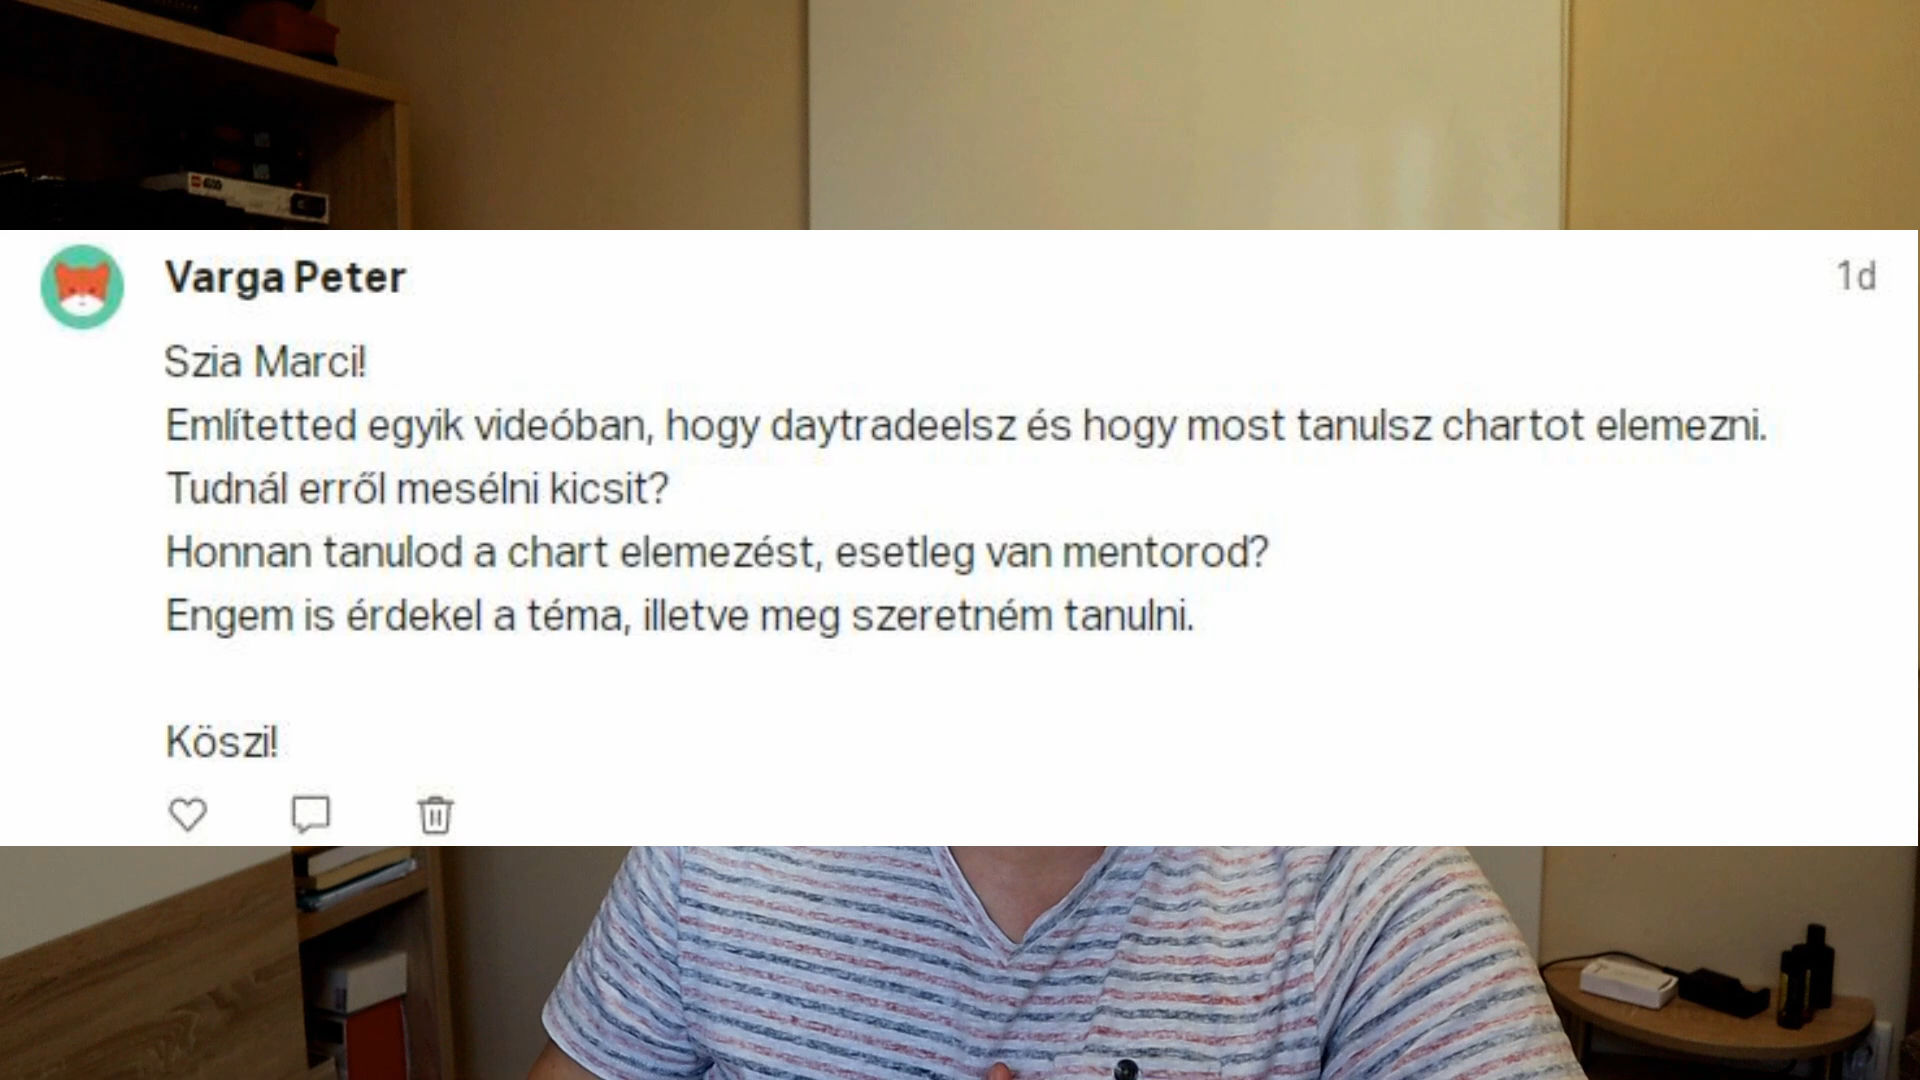 Varga Peter
1d
Szia Marci!
Említetted egyik videóban, hogy daytradeelsz és hogy most tanulsz chartot elemezni.
Tudnál erről mesélni kicsit?
Honnan tanulod a chart elemezést, esetleg van mentorod?
Engem is érdekel a téma, illetve meg szeretném tanulni.
Köszi!